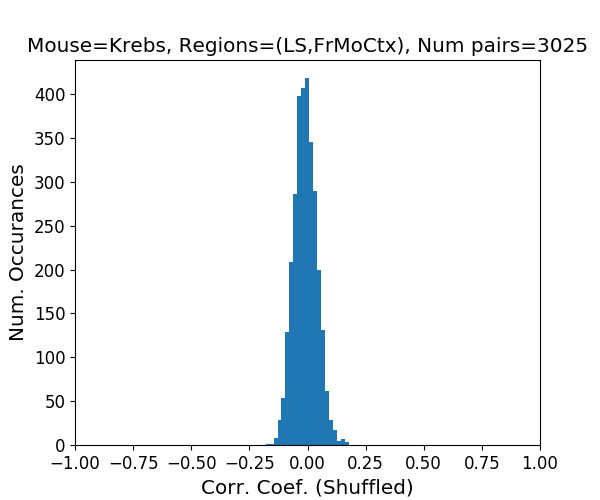 Mouse=Krebs, Regions=(LS,FrMoCtx), Num pairs=3025
Num. Occurances
400
350
300
250
200
150
100
50
0
−1.00 −0.75 −0.50 −0.25 0.00 0.25 0.50 0.75 1.00
Corr. Coef. (Shuffled)